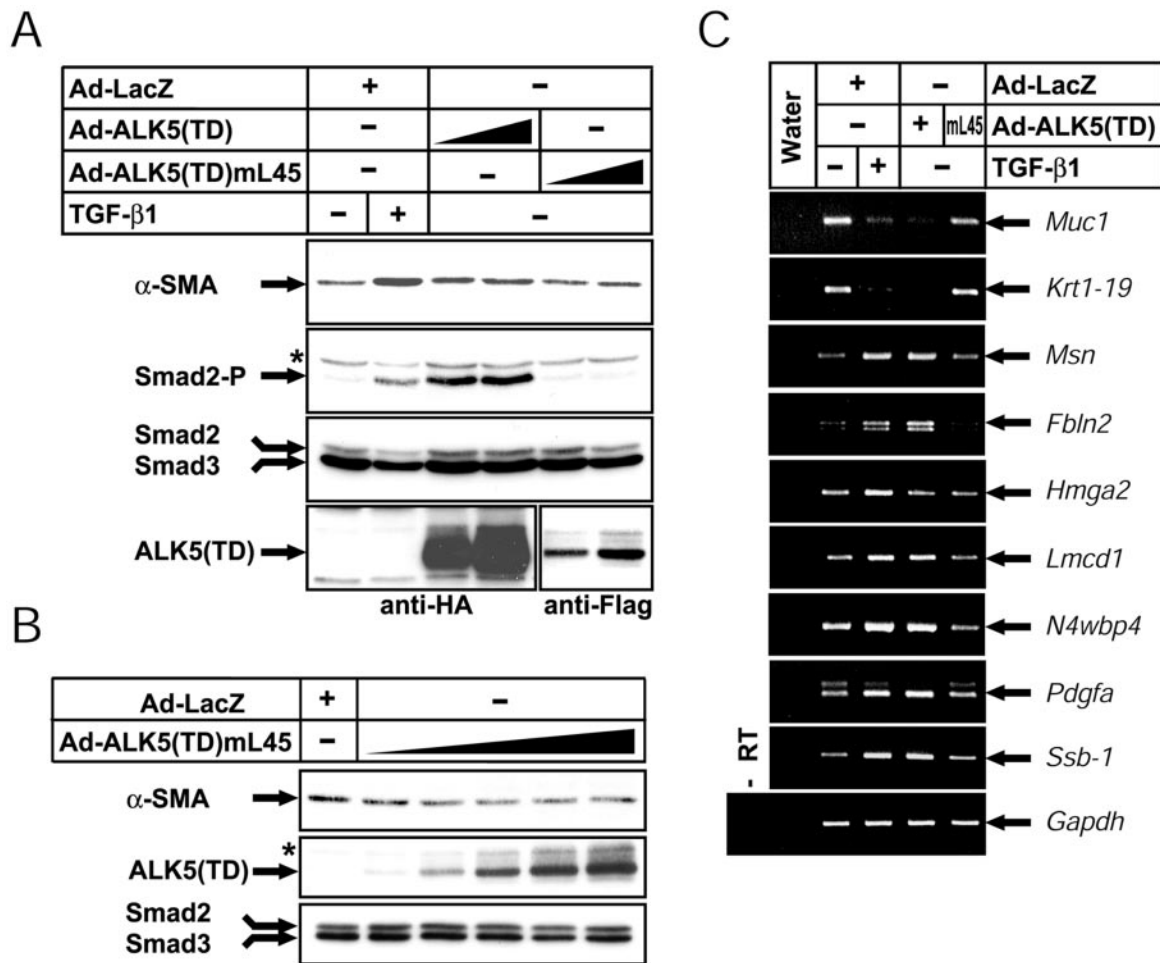 A
Ad-LacZ + –
Ad-ALK5(TD) – –
Ad-ALK5(TD)mL45 – –
TGF-β1 – + –
α-SMA
*
Smad2-P
Smad2
Smad3
ALK5(TD)
anti-HA anti-Flag
B
Ad-LacZ + –
Ad-ALK5(TD)mL45 –
α-SMA
*
ALK5(TD)
Smad2
Smad3
C
Water
+ – Ad-LacZ
– + mL45 Ad-ALK5(TD)
– + – TGF-β1
Muc1
Krt1-19
Msn
Fbln2
Hmga2
Lmcd1
N4wbp4
Pdgfa
Ssb-1
- RT
Gapdh